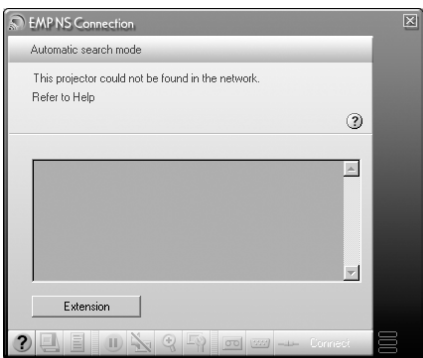 EMP NS Connection
Automatic search mode
This projector could not be found in the network.
Refer to Help
Extension
Connect